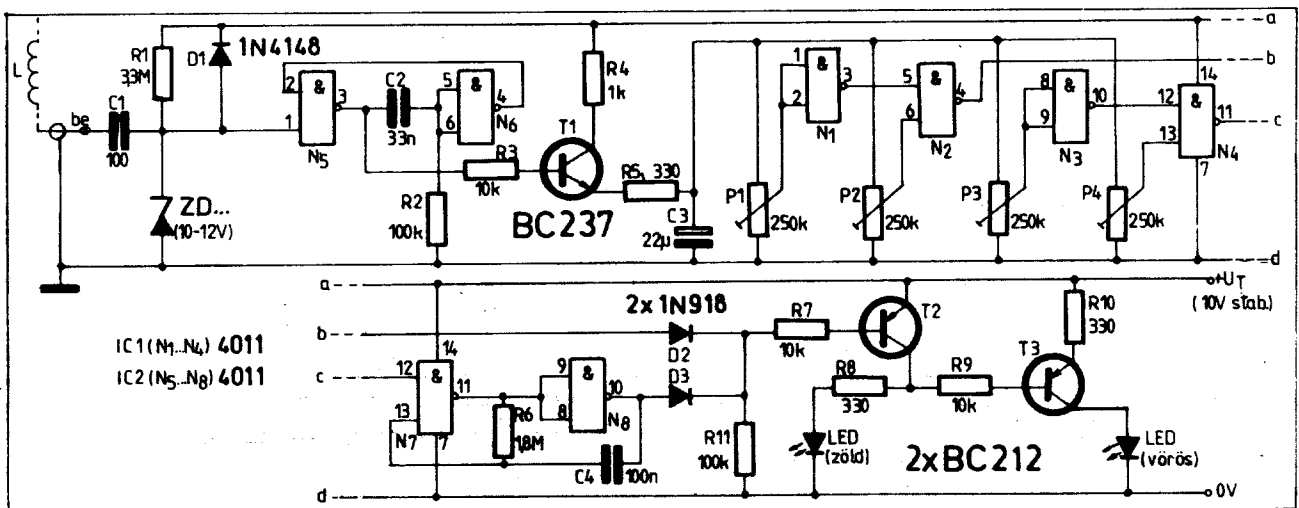 L
R1
3,3M
D1
1N4148
be
C1
100
ZD...
(10-12V)
2
1
&
3
N5
C2
33n
5
6
&
4
N6
R2
100k
R3
10k
T1
BC237
R4
1k
R5, 330
C3
22µ
P1
250k
1
2
&
3
N1
P2
250k
5
6
&
4
N2
P3
250k
8
9
&
10
N3
P4
250k
14
12
13
&
11
7
N4
a
b
c
d
IC1 (N1...N4) 4011
IC2 (N5...N8) 4011
a
b
c
d
14
12
13
&
11
7
N7
R6
1,8M
9
8
&
10
N8
C4
100n
2x 1N918
D2
D3
R11
100k
R7
10k
T2
R8
330
R9
10k
T3
R10
330
+UT
(10V stab.)
LED
(zöld)
2xBC212
LED
(vörös)
0V